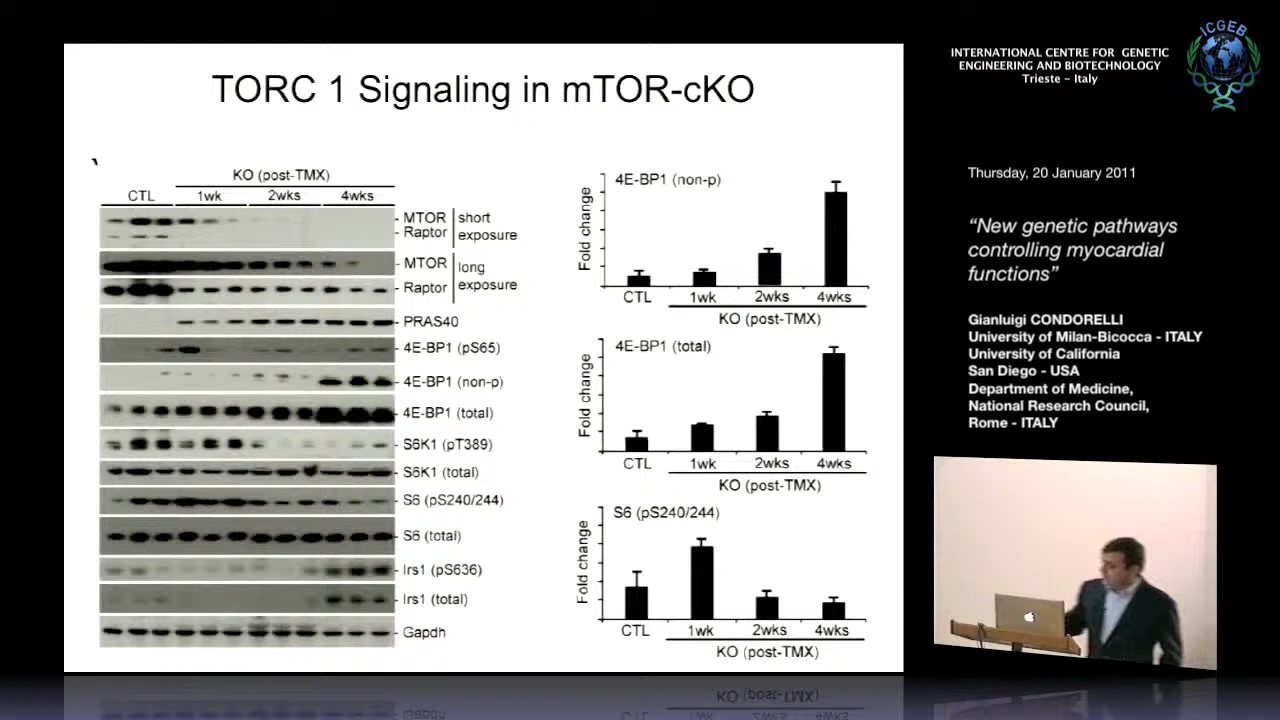 TORC 1 Signaling in mTOR-cKO
KO (post-TMX)
CTL 1wk 2wks 4wks
MTOR
Raptor
short
exposure
MTOR
Raptor
long
exposure
PRAS40
4E-BP1 (pS65)
4E-BP1 (non-p)
4E-BP1 (total)
S6K1 (pT389)
S6K1 (total)
S6 (pS240/244)
S6 (total)
Irs1 (pS636)
Irs1 (total)
Gapdh
4E-BP1 (non-p)
Fold change
CTL 1wk 2wks 4wks
KO (post-TMX)
4E-BP1 (total)
Fold change
CTL 1wk 2wks 4wks
KO (post-TMX)
S6 (pS240/244)
Fold change
CTL 1wk 2wks 4wks
KO (post-TMX)
INTERNATIONAL CENTRE FOR GENETIC
ENGINEERING AND BIOTECHNOLOGY
Trieste – Italy
ICGEB
Thursday, 20 January 2011
“New genetic pathways
controlling myocardial
functions”
Gianluigi CONDORELLI
University of Milan-Bicocca - ITALY
University of California
San Diego - USA
Department of Medicine,
National Research Council,
Rome - ITALY